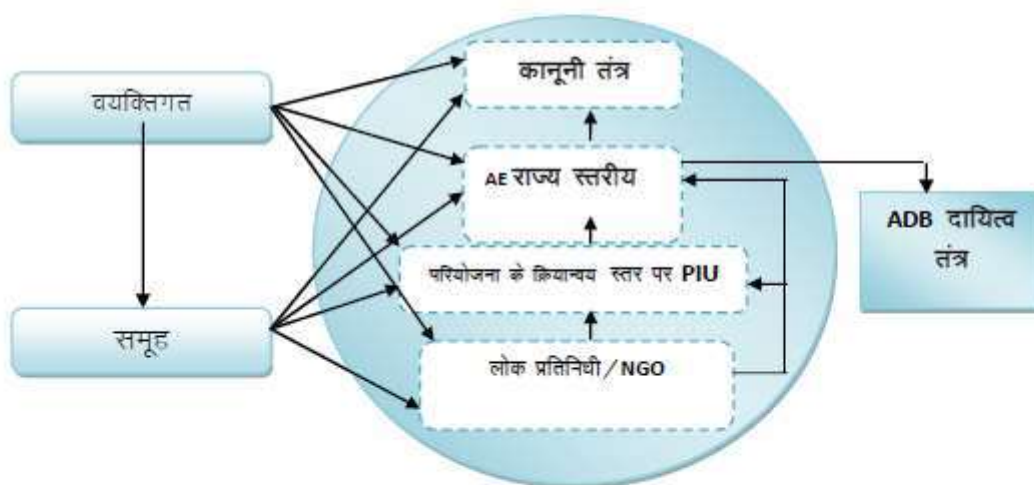 वयक्तिगत
समूह
कानूनी तंत्र
AE राज्य स्तरीय
परियोजना के क्रियान्वय स्तर पर PIU
लोक प्रतिनिधी/NGO
ADB दायित्व
तंत्र